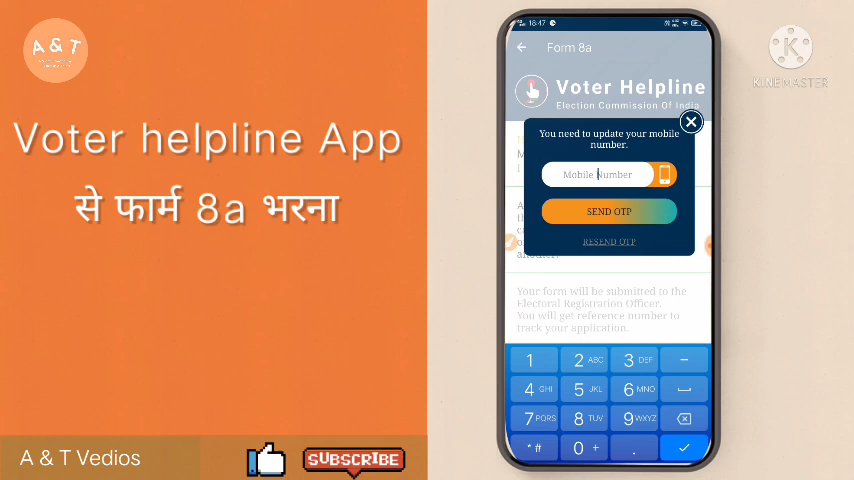 A & T
Voter helpline App
से फार्म 8a भरना
A & T Vedios
SUBSCRIBE
18:47
Form 8a
Voter Helpline
Election Commission Of India
You need to update your mobile
number.
Mobile Number
SEND OTP
RESEND OTP
another.
Your form will be submitted to the
Electoral Registration Officer.
You will get reference number to
track your application.
1 2 ABC 3 DEF −
4 GHI 5 JKL 6 MNO
7 PQRS 8 TUV 9 WXYZ
* # 0 + .
K
KINEMASTER